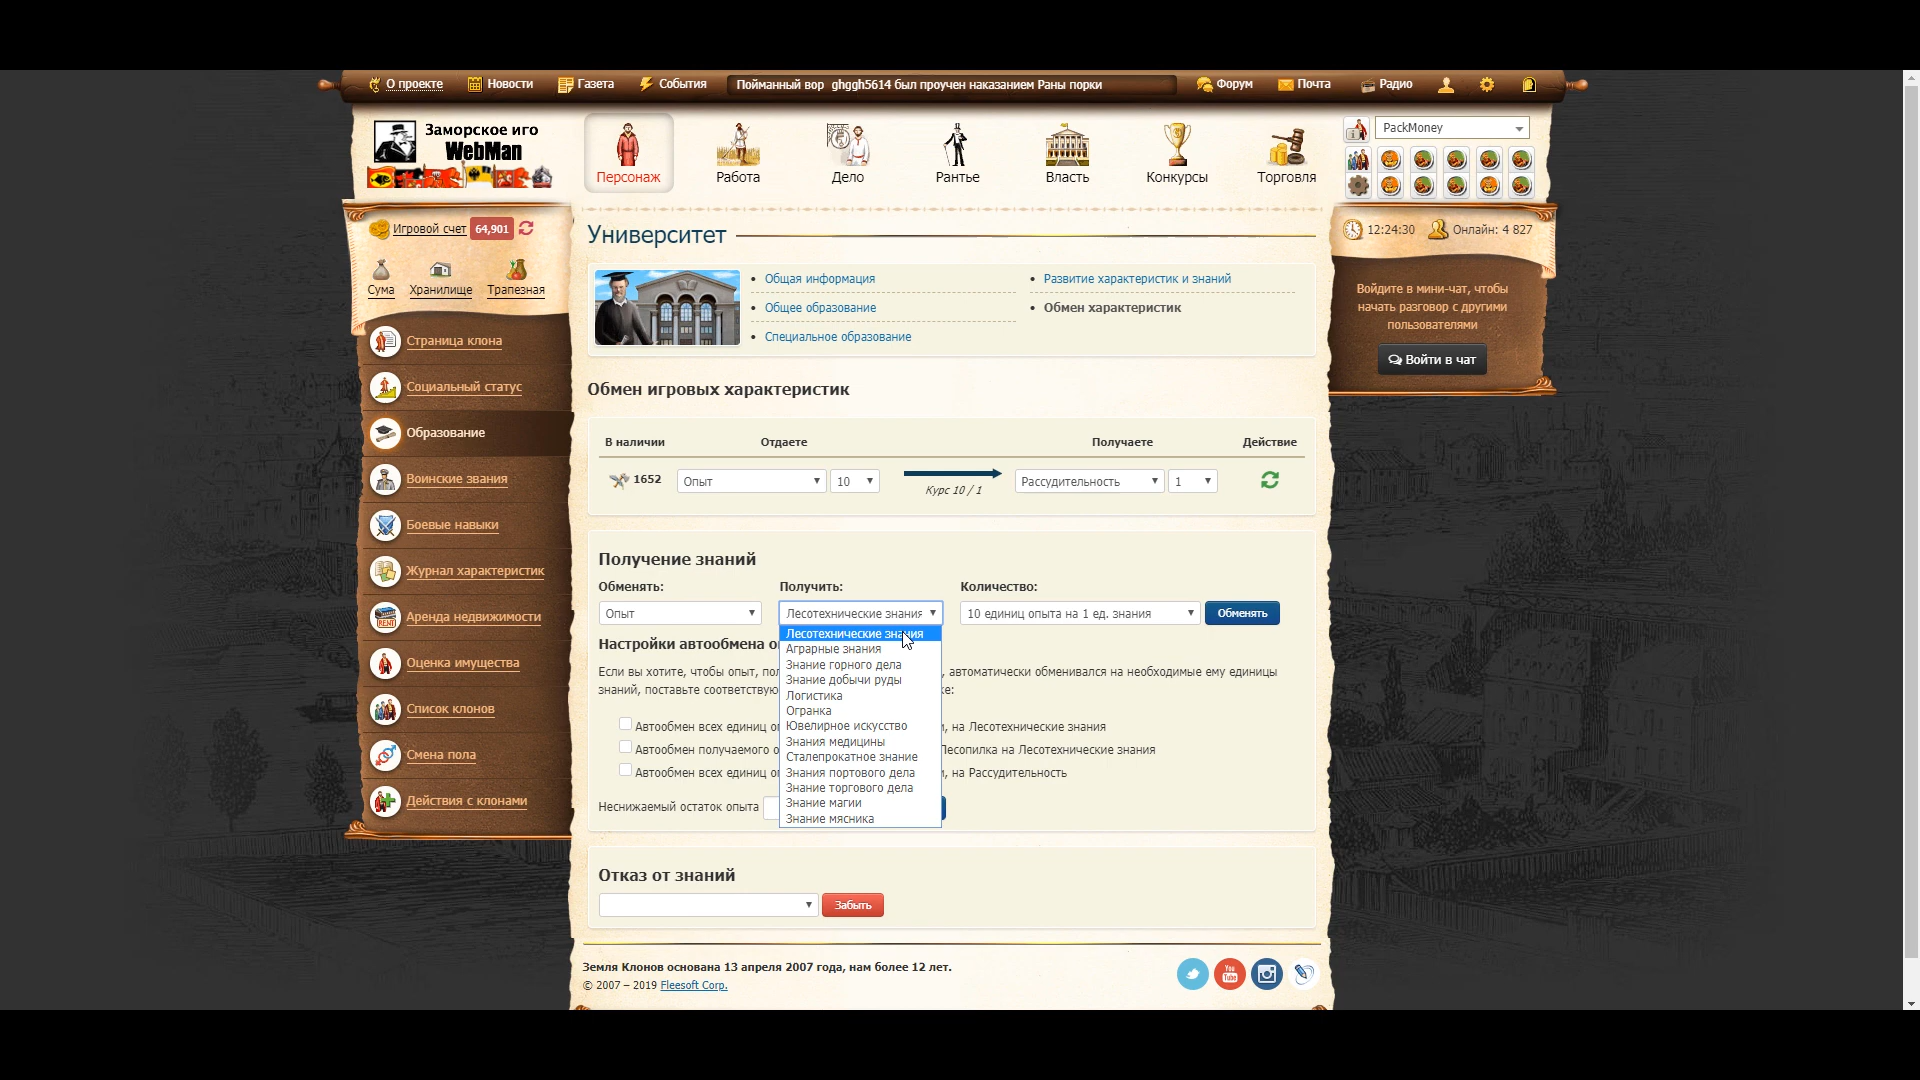 О проекте
Новости
Газета
События
Пойманный вор ghggh5614 был проучен наказанием Раны порки
Форум
Почта
Радио
Заморское иго
WebMan
Персонаж
Работа
Дело
Рантье
Власть
Конкурсы
Торговля
PackMoney
Игровой счет 64,901
Сума
Хранилище
Трапезная
Страница клона
Социальный статус
Образование
Воинские звания
Боевые навыки
Журнал характеристик
RENT
Аренда недвижимости
Оценка имущества
Список клонов
Смена пола
Действия с клонами
Университет
Общая информация
Общее образование
Специальное образование
Развитие характеристик и знаний
Обмен характеристик
12:24:30
Онлайн: 4 827
Войдите в мини-чат, чтобы
начать разговор с другими
пользователями
Войти в чат
Обмен игровых характеристик
В наличии Отдаете Получаете Действие
1652 Опыт 10 Курс 10 / 1 Рассудительность 1
Получение знаний
Обменять: Получить: Количество:
Опыт Лесотехнические знания 10 единиц опыта на 1 ед. знания Обменять
Лесотехнические знания
Аграрные знания
Знание горного дела
Знание добычи руды
Логистика
Огранка
Ювелирное искусство
Знания медицины
Сталепрокатное знание
Знания портового дела
Знание торгового дела
Знание магии
Знание мясника
Настройки автообмена о
Если вы хотите, чтобы опыт, пол , автоматически обменивался на необходимые ему единицы
знаний, поставьте соответствую ке:
Автообмен всех единиц оп , на Лесотехнические знания
Автообмен получаемого о Лесопилка на Лесотехнические знания
Автообмен всех единиц оп , на Рассудительность
Неснижаемый остаток опыта
Отказ от знаний
Забыть
Земля Клонов основана 13 апреля 2007 года, нам более 12 лет.
© 2007 – 2019 Fleesoft Corp.
You
Tube